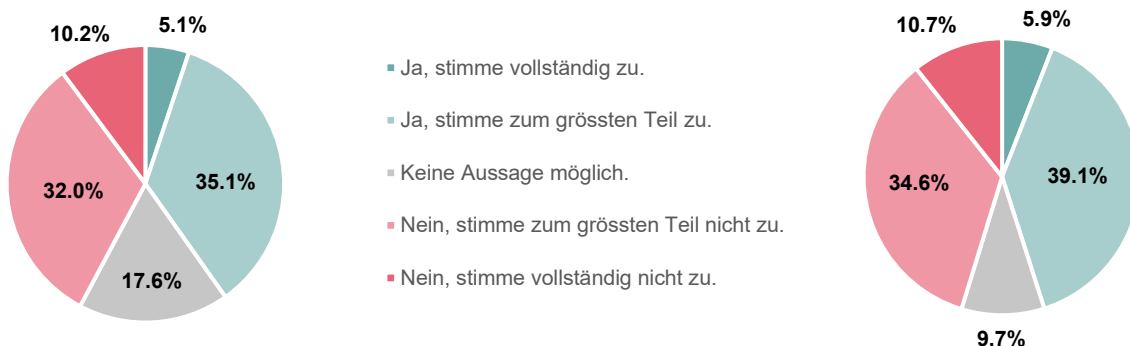 10.2%
5.1%
35.1%
32.0%
17.6%
Ja, stimme vollständig zu.
Ja, stimme zum grössten Teil zu.
Keine Aussage möglich.
Nein, stimme zum grössten Teil nicht zu.
Nein, stimme vollständig nicht zu.
10.7%
5.9%
39.1%
34.6%
9.7%